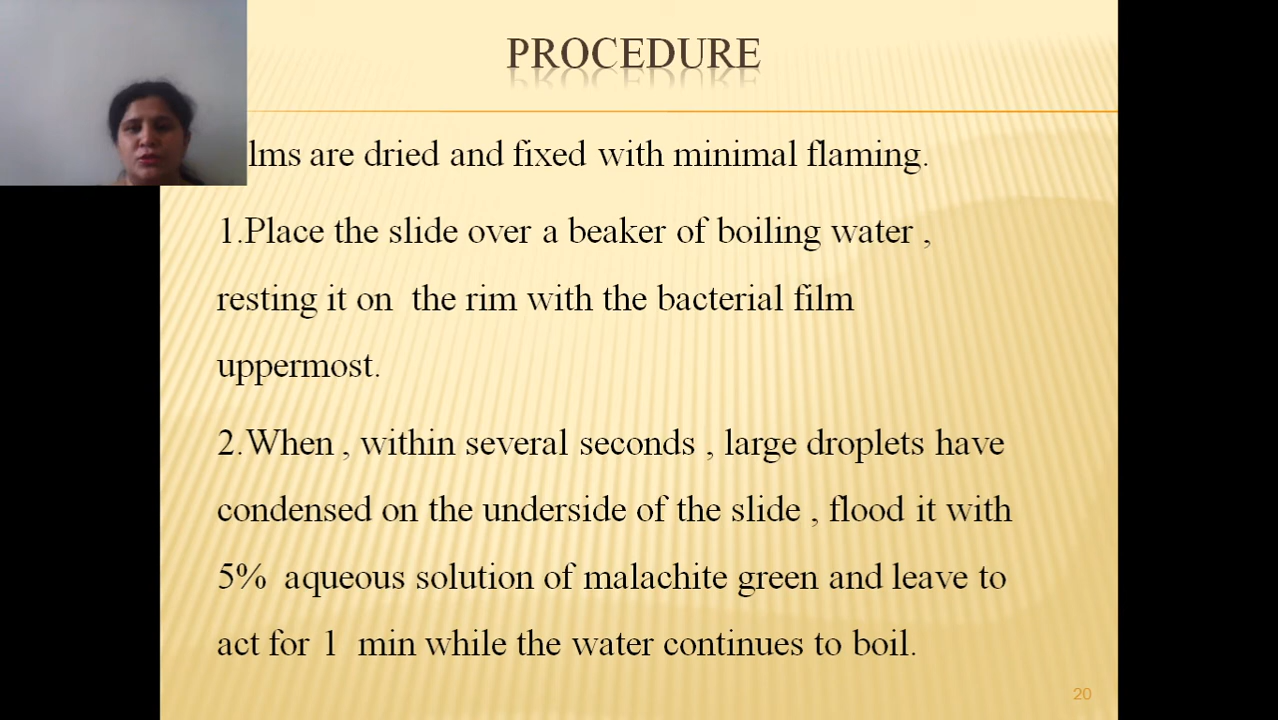 PROCEDURE
lms are dried and fixed with minimal flaming.
1.Place the slide over a beaker of boiling water ,
resting it on the rim with the bacterial film
uppermost.
2.When , within several seconds , large droplets have
condensed on the underside of the slide , flood it with
5% aqueous solution of malachite green and leave to
act for 1 min while the water continues to boil.
20